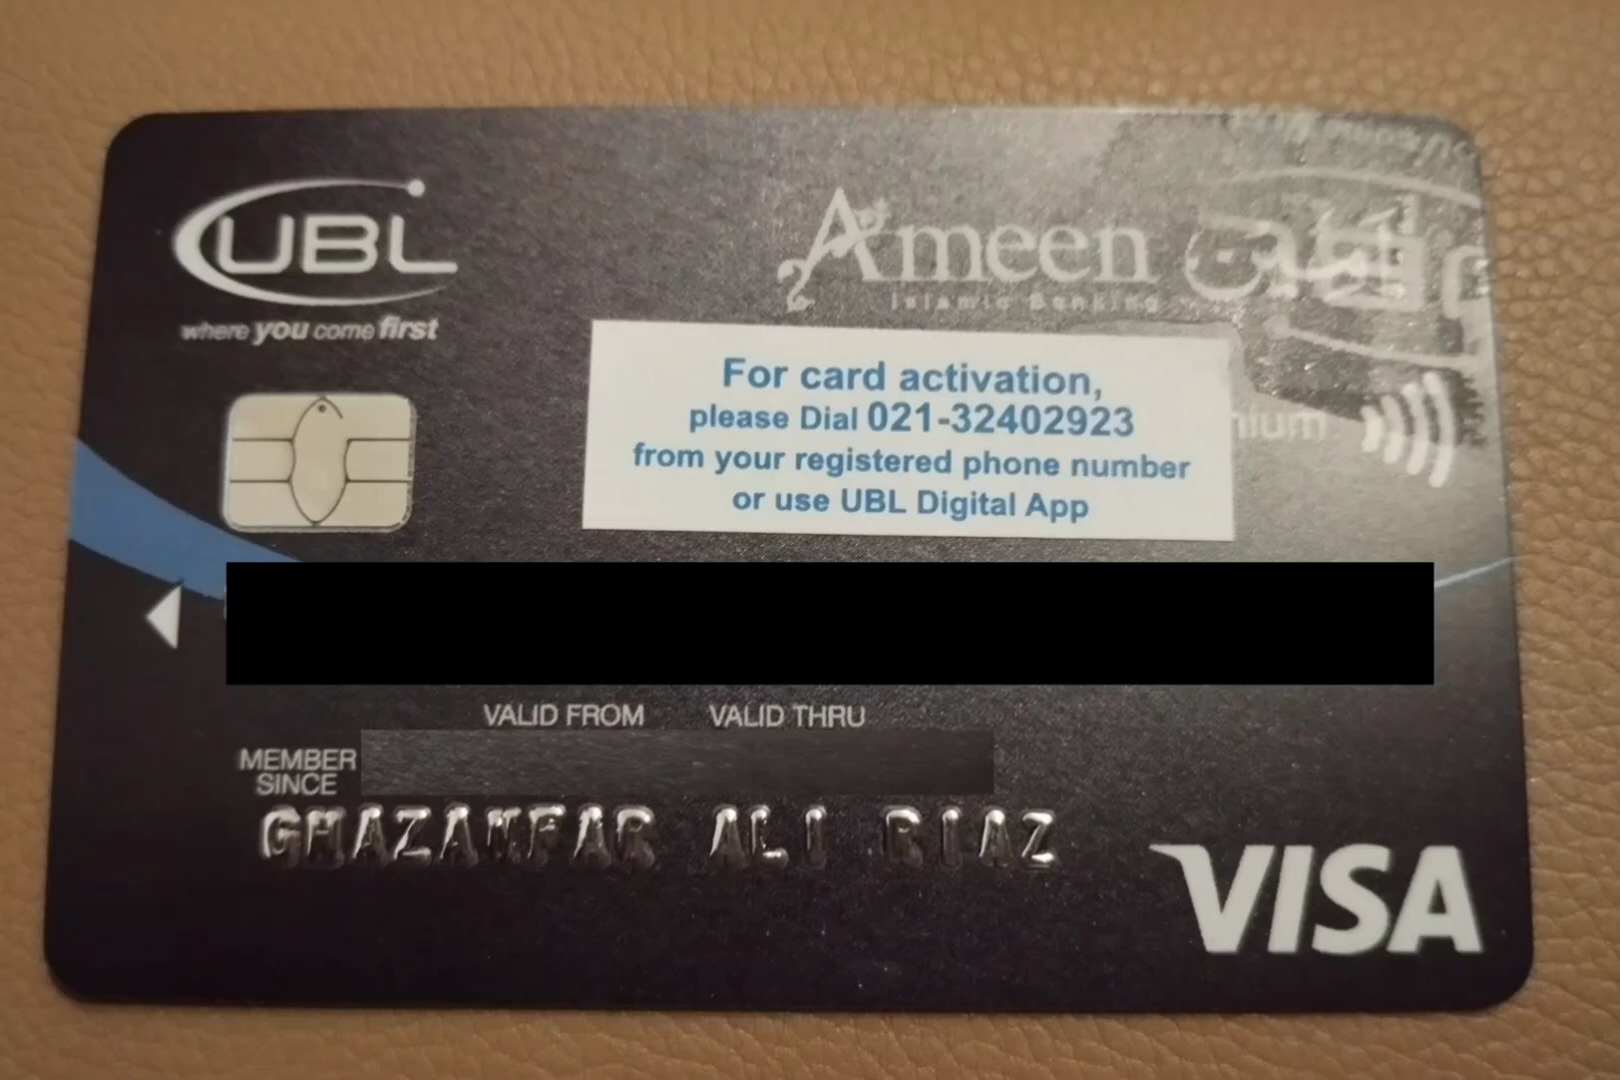 UBL
where you come first
Ameen
Islamic Banking
For card activation,
please Dial 021-32402923
from your registered phone number
or use UBL Digital App
VALID FROM VALID THRU
MEMBER
SINCE
GHAZANFAR ALI RIAZ
VISA